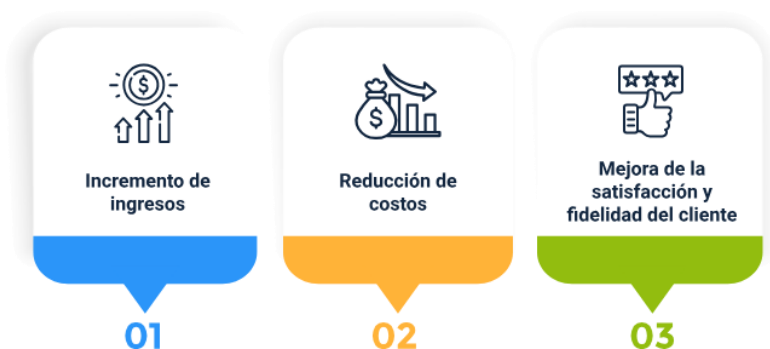 Incremento de
ingresos
01
Reducción de
costos
02
Mejora de la
satisfacción y
fidelidad del cliente
03